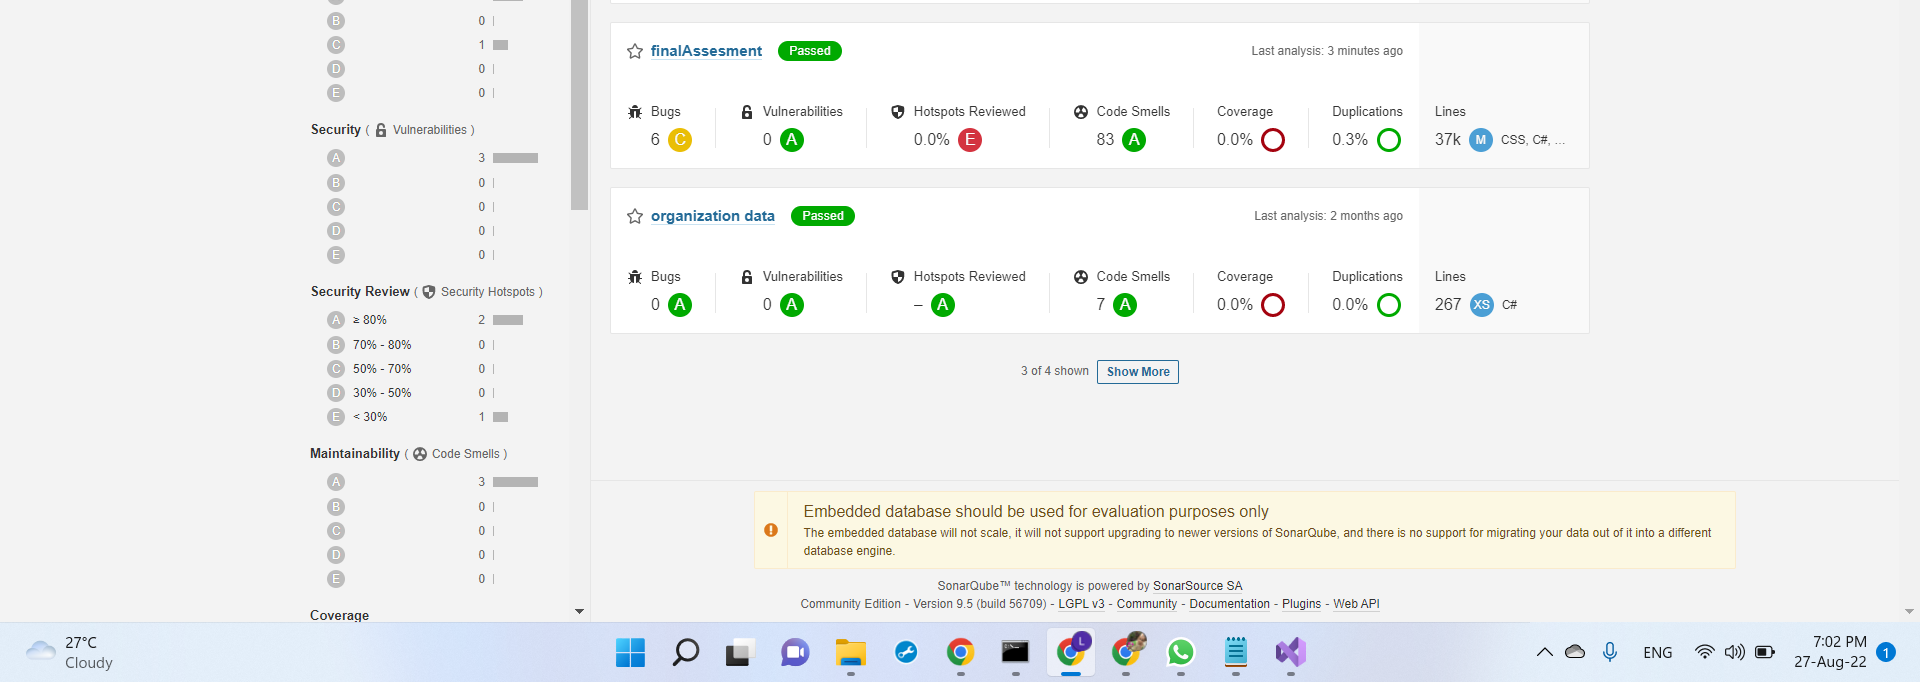 B 0
C 1
D 0
E 0
Security ( Vulnerabilities )
A 3
B 0
C 0
D 0
E 0
Security Review ( Security Hotspots )
A ≥ 80% 2
B 70% - 80% 0
C 50% - 70% 0
D 30% - 50% 0
E < 30% 1
Maintainability ( Code Smells )
A 3
B 0
C 0
D 0
E 0
Coverage
finalAssesment Passed Last analysis: 3 minutes ago
Bugs Vulnerabilities Hotspots Reviewed Code Smells Coverage Duplications Lines
6 C 0 A 0.0% E 83 A 0.0% 0.3% 37k M CSS, C#, ...
organization data Passed Last analysis: 2 months ago
Bugs Vulnerabilities Hotspots Reviewed Code Smells Coverage Duplications Lines
0 A 0 A – A 7 A 0.0% 0.0% 267 XS C#
3 of 4 shown Show More
Embedded database should be used for evaluation purposes only
The embedded database will not scale, it will not support upgrading to newer versions of SonarQube, and there is no support for migrating your data out of it into a different
database engine.
SonarQube™ technology is powered by SonarSource SA
Community Edition - Version 9.5 (build 56709) - LGPL v3 - Community - Documentation - Plugins - Web API
27°C
Cloudy
L
ENG
7:02 PM
27-Aug-22
1